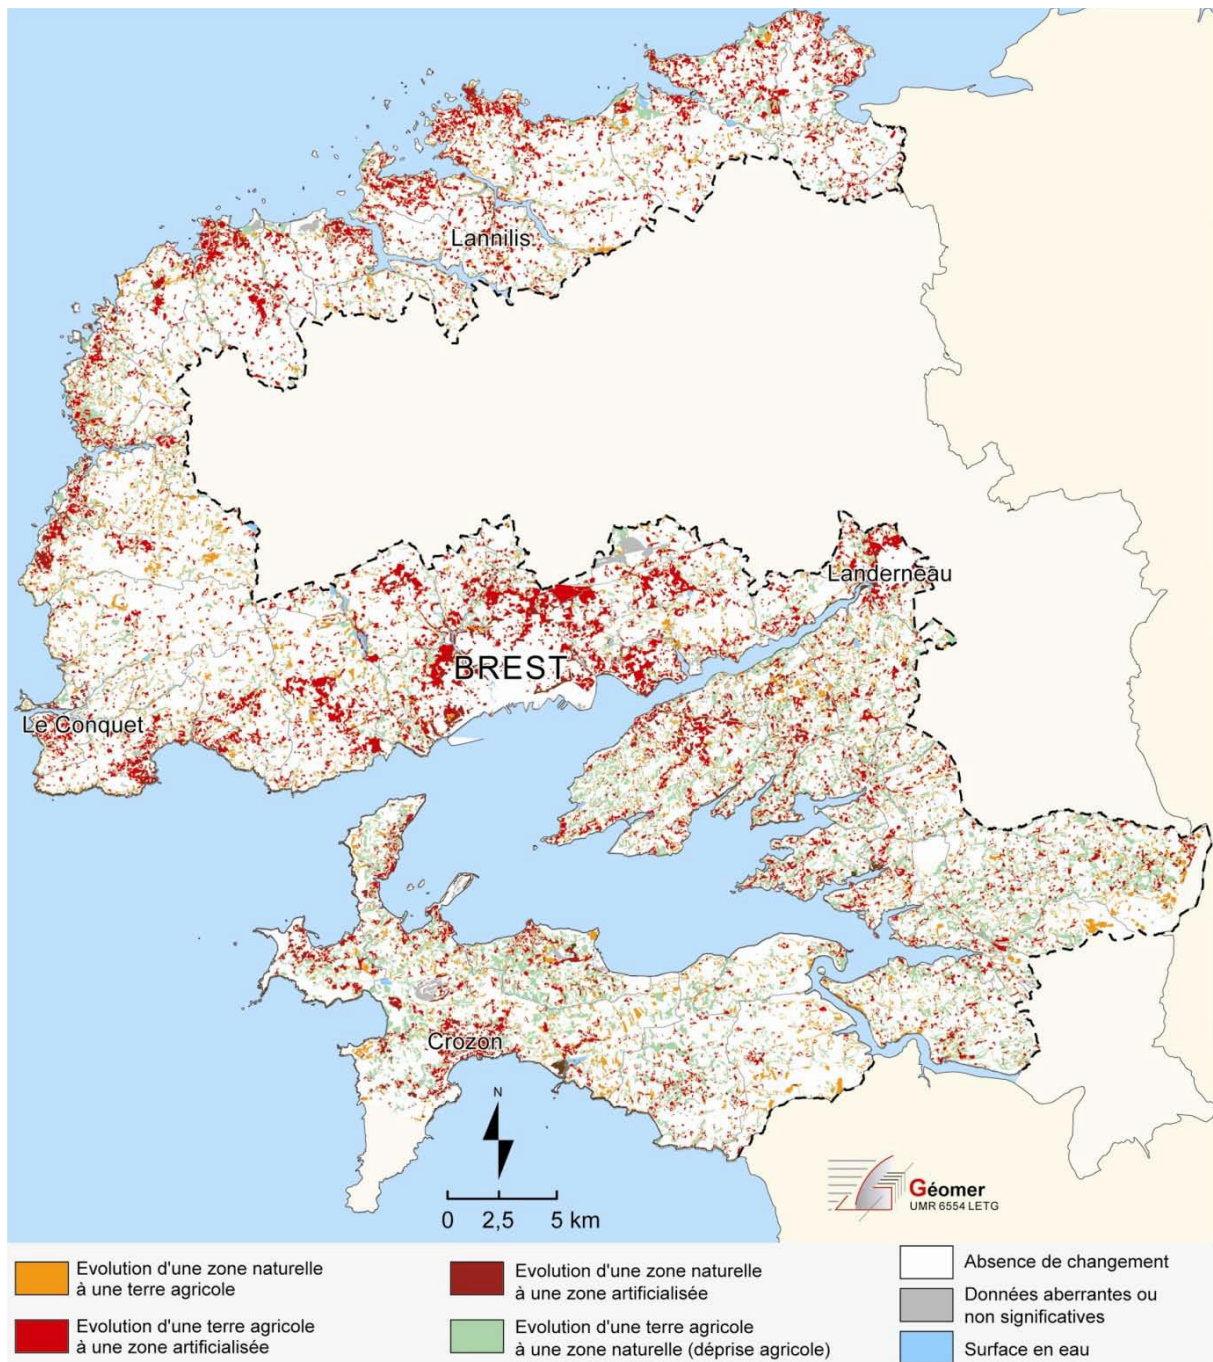 Lannilis
Landerneau
BREST
Le Conquet
Crozon
N
0 2,5 5 km
Géomer
UMR 6554 LETG
Evolution d'une zone naturelle
à une terre agricole
Evolution d'une terre agricole
à une zone artificialisée
Evolution d'une zone naturelle
à une zone artificialisée
Evolution d'une terre agricole
à une zone naturelle (déprise agricole)
Absence de changement
Données aberrantes ou
non significatives
Surface en eau